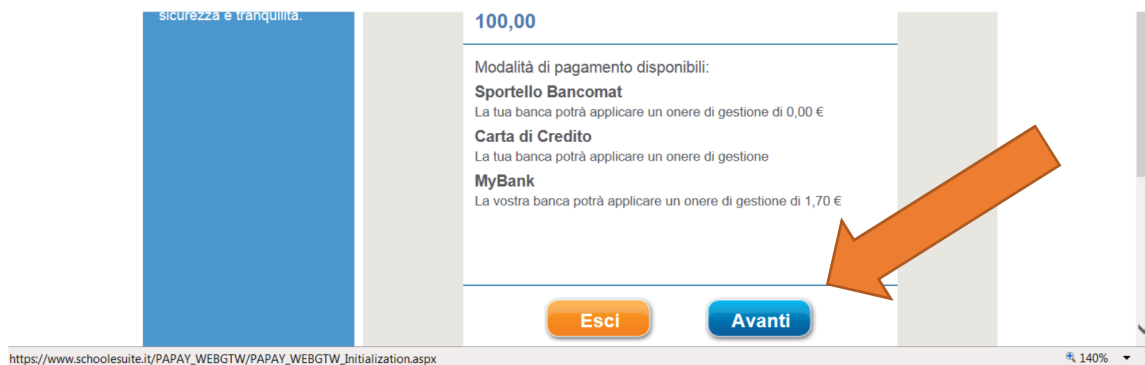 sicurezza e tranquilità.
100,00
Modalità di pagamento disponibili:
Sportello Bancomat
La tua banca potrà applicare un onere di gestione di 0,00 €
Carta di Credito
La tua banca potrà applicare un onere di gestione
MyBank
La vostra banca potrà applicare un onere di gestione di 1,70 €
Esci
Avanti
https://www.schoolesuite.it/PAPAY_WEBGTW/PAPAY_WEBGTW_Initialization.aspx
140%